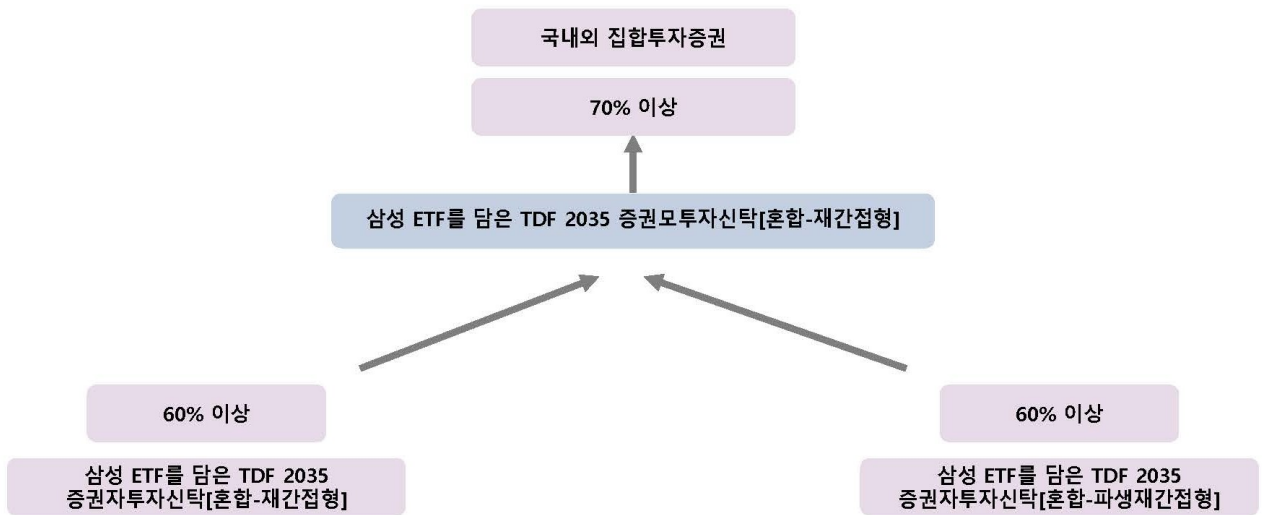 국내외 집합투자증권
70% 이상
삼성 ETF를 담은 TDF 2035 증권모투자신탁[혼합-재간접형]
60% 이상
60% 이상
삼성 ETF를 담은 TDF 2035
증권자투자신탁[혼합-재간접형]
삼성 ETF를 담은 TDF 2035
증권자투자신탁[혼합-파생재간접형]